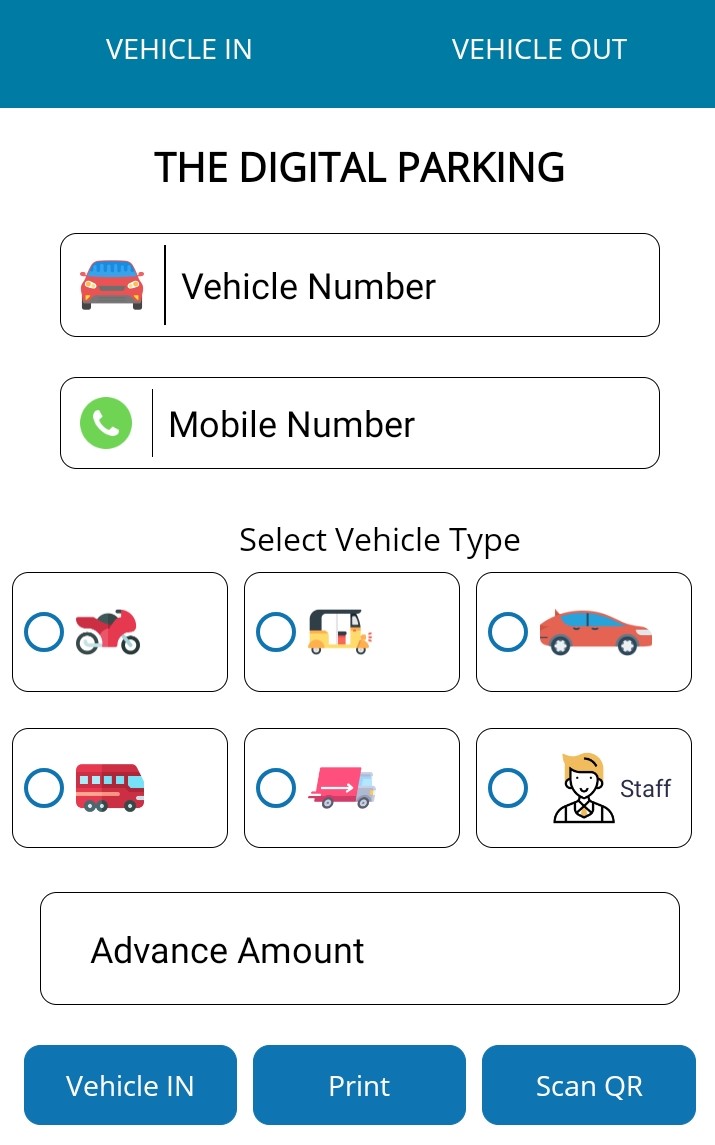 VEHICLE IN VEHICLE OUT
THE DIGITAL PARKING
Vehicle Number
Mobile Number
Select Vehicle Type
Staff
Advance Amount
Vehicle IN Print Scan QR